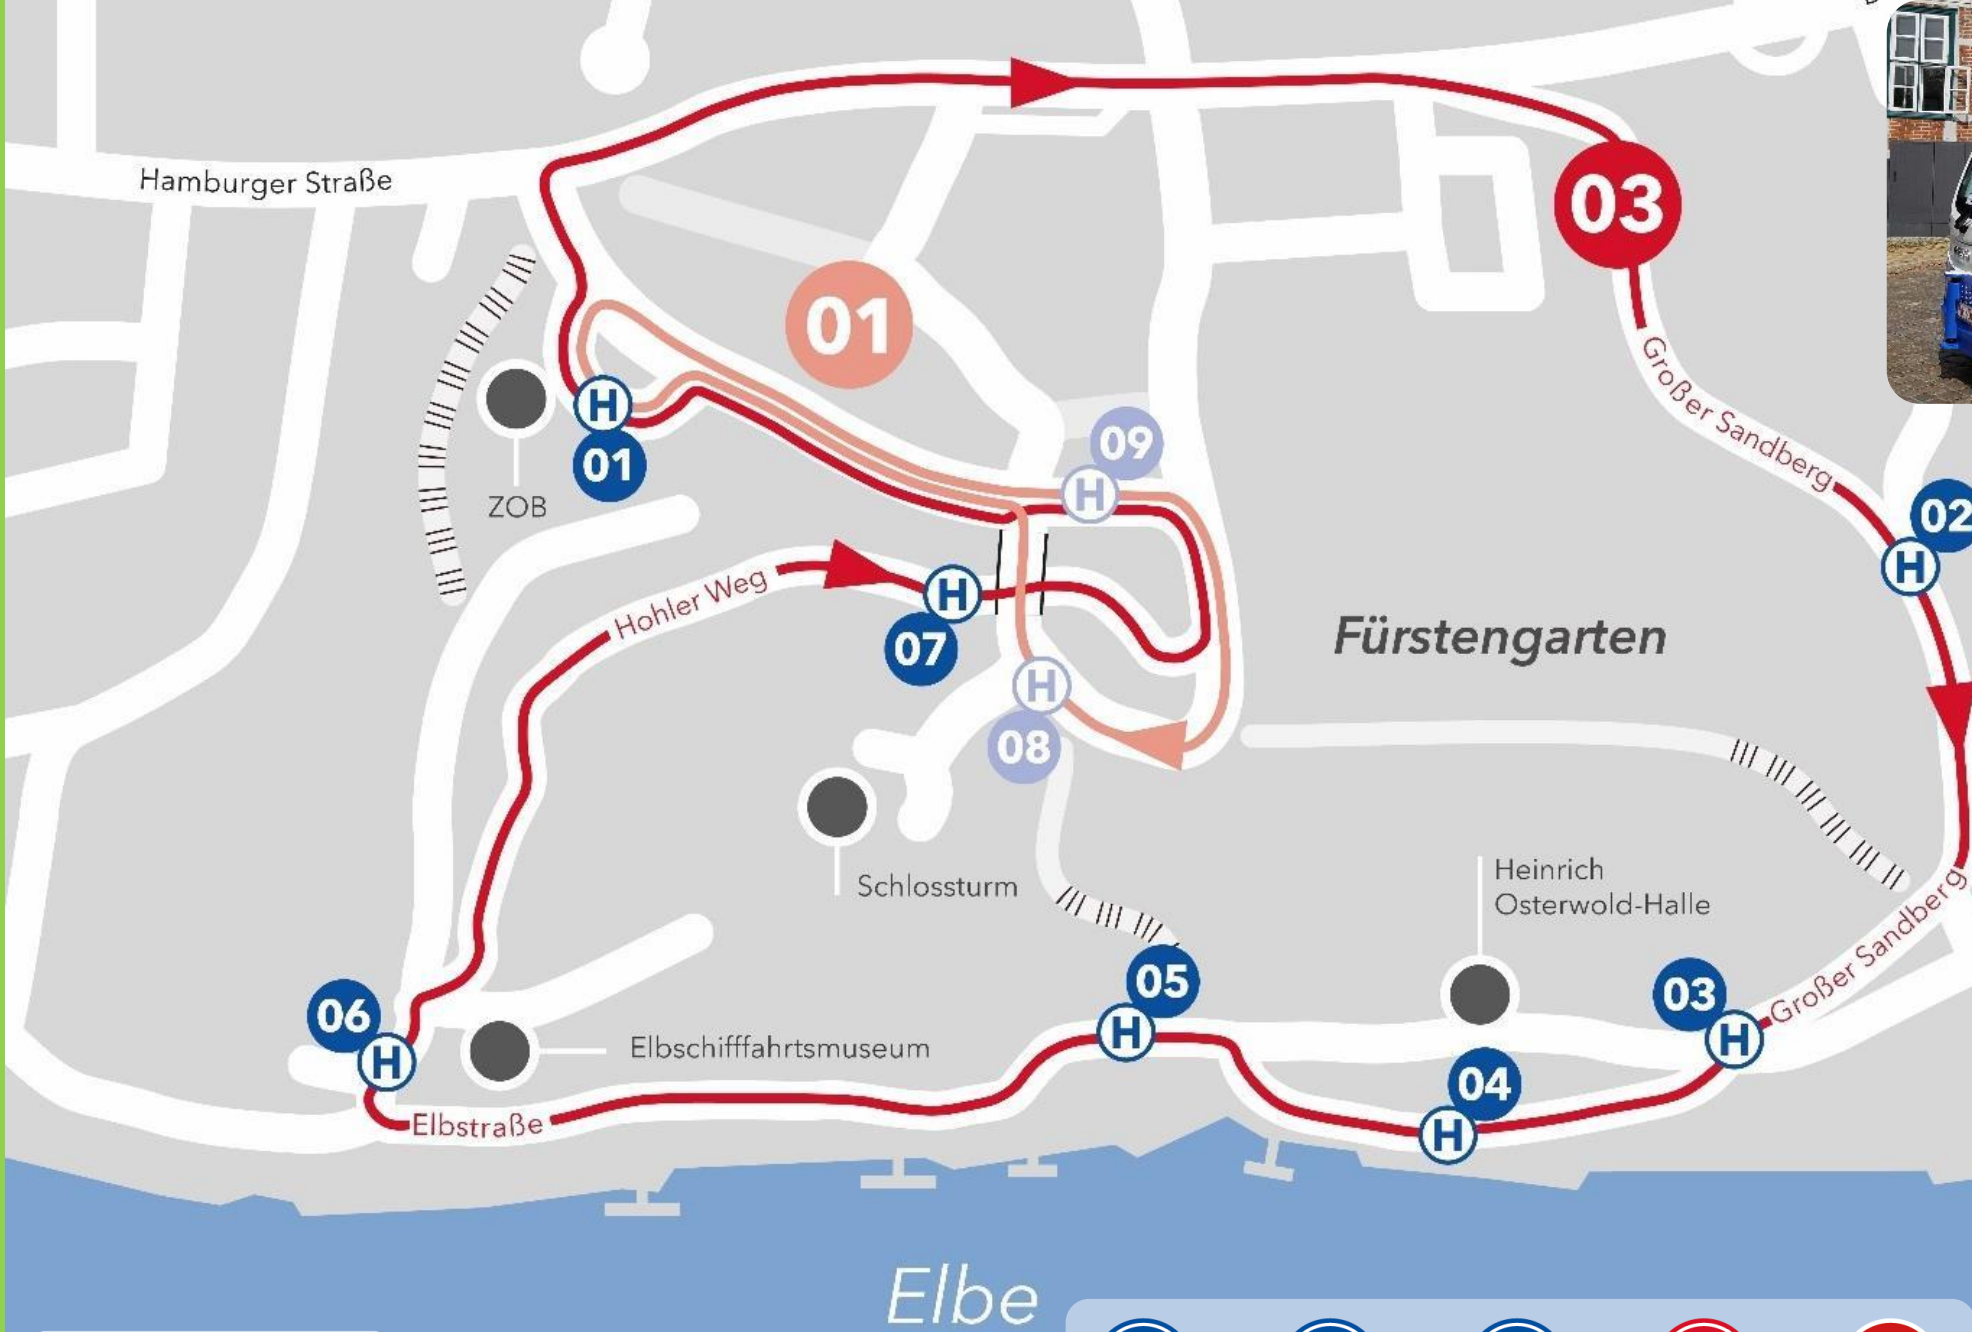 Hamburger Straße
03
01
Großer Sandberg
H
01
ZOB
09
H
02
H
Hohler Weg
H
07
Fürstengarten
H
08
Schlossturm
Heinrich
Osterwold-Halle
Großer Sandberg
05
H
03
H
06
H
Elbschifffahrtsmuseum
04
H
Elbstraße
Elbe